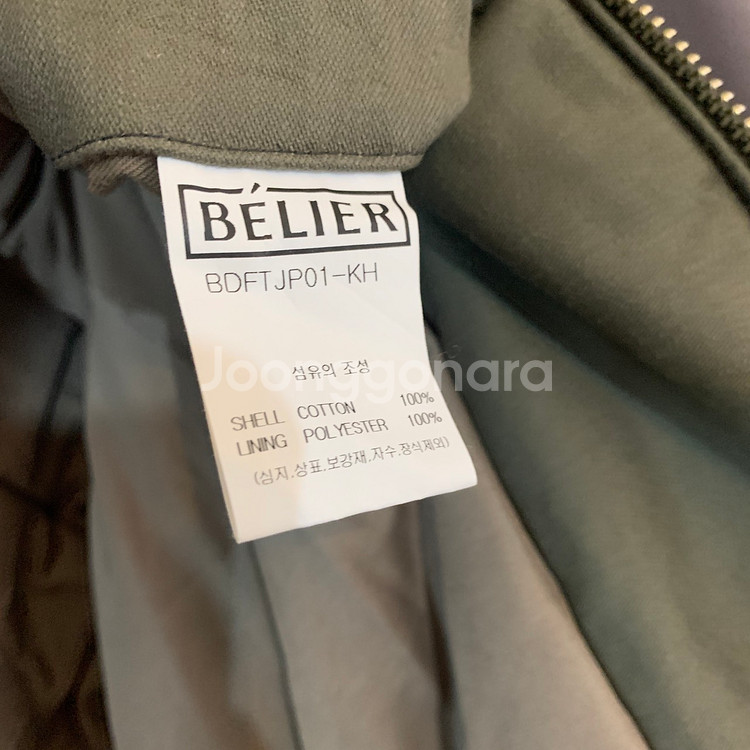 BÉLIER
BDFTJP01-KH
섬유의 조성
Joonggonara
SHELL COTTON 100%
LINING POLYESTER 100%
(심지.상표.보강재.자수.장식제외)